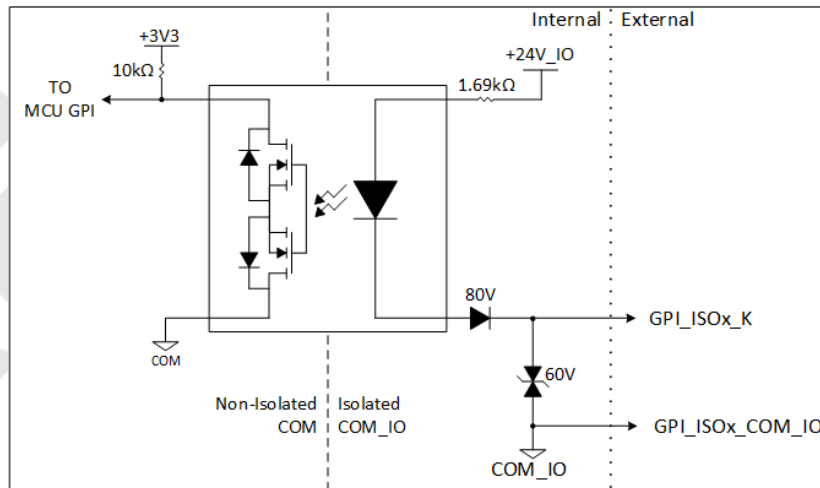 Internal
External
+3V3
+24V_IO
10kΩ
1.69kΩ
TO
MCU GPI
80V
GPI_ISOx_K
COM
60V
Non-Isolated
COM
Isolated
COM_IO
GPI_ISOx_COM_IO
COM_IO